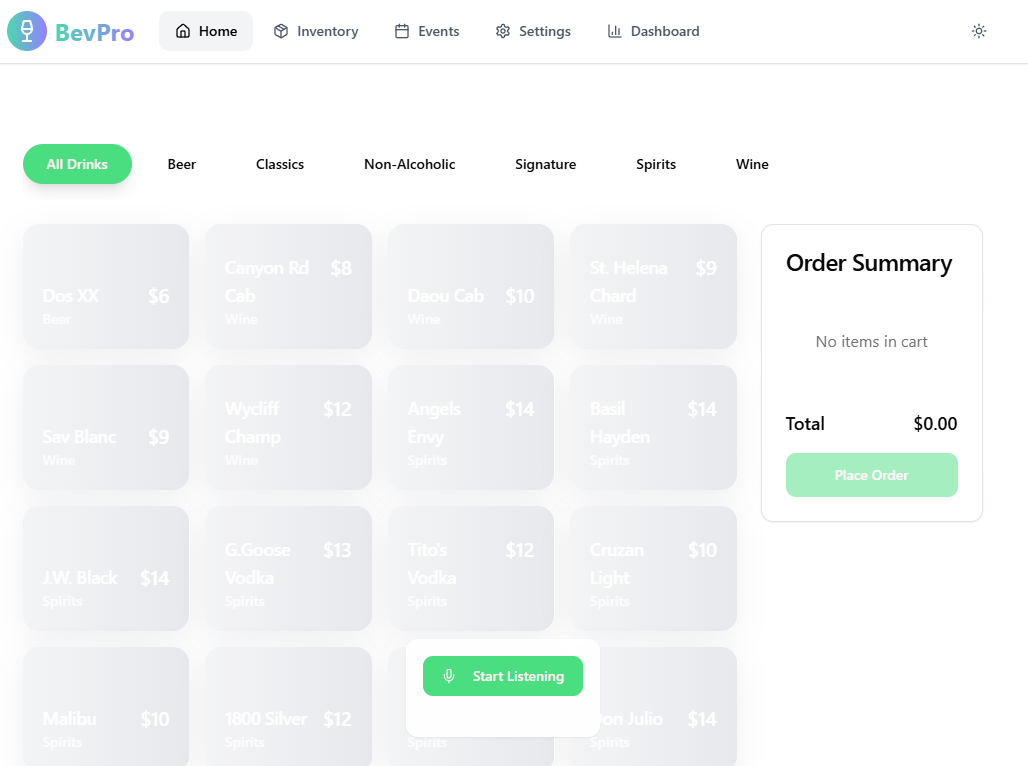 BevPro
Home
Inventory
Events
Settings
Dashboard
All Drinks
Beer
Classics
Non-Alcoholic
Signature
Spirits
Wine
Dos XX $6
Beer
Canyon Rd $8
Cab
Wine
Daou Cab $10
Wine
St. Helena $9
Chard
Wine
Order Summary
No items in cart
Total $0.00
Place Order
Sav Blanc $9
Wine
Wycliff $12
Champ
Wine
Angels $14
Envy
Spirits
Basil $14
Hayden
Spirits
J.W. Black $14
Spirits
G.Goose $13
Vodka
Spirits
Tito's $12
Vodka
Spirits
Cruzan $10
Light
Spirits
Malibu $10
Spirits
1800 Silver $12
Spirits
Start Listening
Spirits
Don Julio $14
Spirits